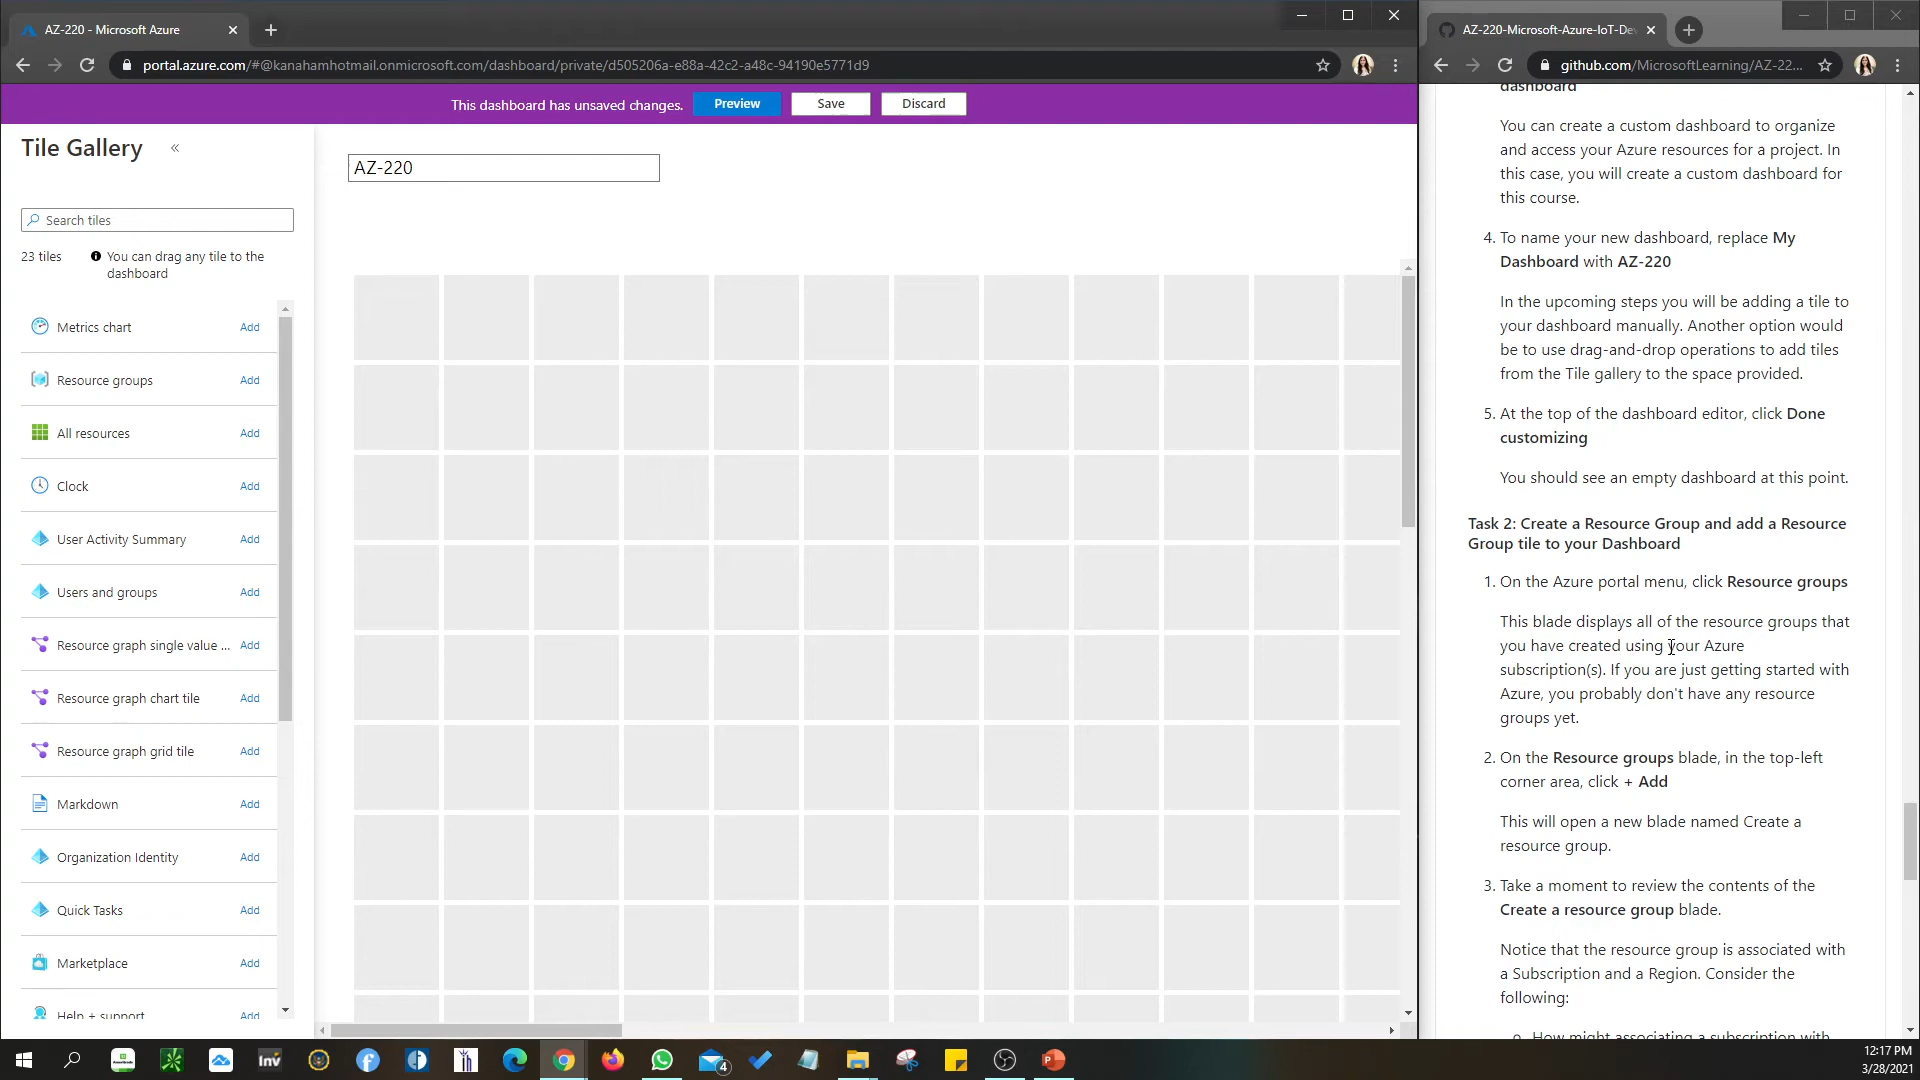 AZ-220 - Microsoft Azure
portal.azure.com/#@kanahamhotmail.onmicrosoft.com/dashboard/private/d505206a-e88a-42c2-a48c-94190e5771d9
This dashboard has unsaved changes.
Preview
Save
Discard
Tile Gallery
«
AZ-220
Search tiles
23 tiles
You can drag any tile to the
dashboard
Metrics chart Add
Resource groups Add
All resources Add
Clock Add
User Activity Summary Add
Users and groups Add
Resource graph single value ... Add
Resource graph chart tile Add
Resource graph grid tile Add
Markdown Add
Organization Identity Add
Quick Tasks Add
Marketplace Add
Help + support Add
AZ-220-Microsoft-Azure-IoT-De
github.com/MicrosoftLearning/AZ-22...
dashboard
You can create a custom dashboard to organize
and access your Azure resources for a project. In
this case, you will create a custom dashboard for
this course.
4. To name your new dashboard, replace My
Dashboard with AZ-220
In the upcoming steps you will be adding a tile to
your dashboard manually. Another option would
be to use drag-and-drop operations to add tiles
from the Tile gallery to the space provided.
5. At the top of the dashboard editor, click Done
customizing
You should see an empty dashboard at this point.
Task 2: Create a Resource Group and add a Resource
Group tile to your Dashboard
1. On the Azure portal menu, click Resource groups
This blade displays all of the resource groups that
you have created using your Azure
subscription(s). If you are just getting started with
Azure, you probably don't have any resource
groups yet.
2. On the Resource groups blade, in the top-left
corner area, click + Add
This will open a new blade named Create a
resource group.
3. Take a moment to review the contents of the
Create a resource group blade.
Notice that the resource group is associated with
a Subscription and a Region. Consider the
following:
How might associating a subscription with
Inv
4
12:17 PM
3/28/2021